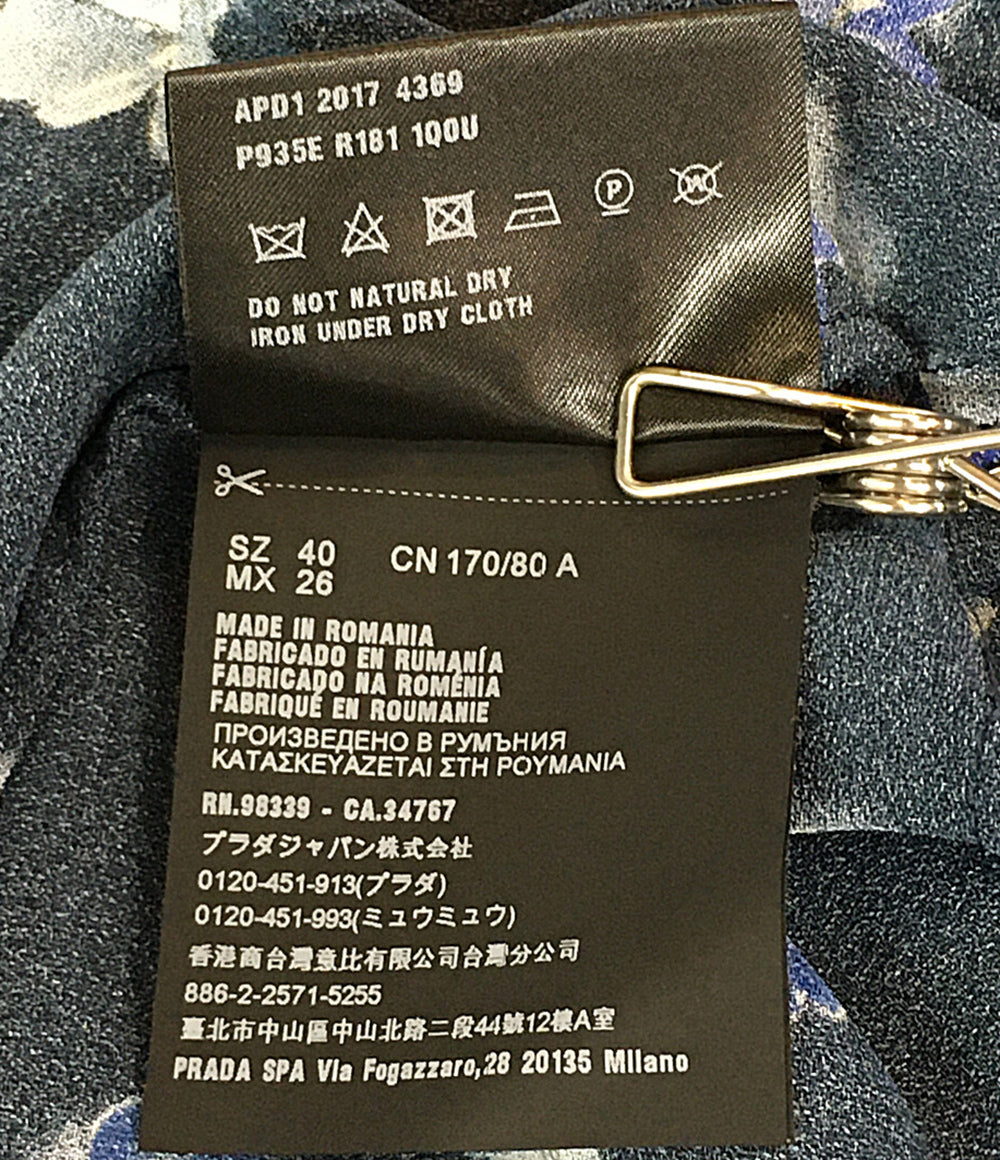 APD1 2017 4369
P935E R181 1Q0U
P
W
DO NOT NATURAL DRY
IRON UNDER DRY CLOTH
SZ 40 CN 170/80 A
MX 26
MADE IN ROMANIA
FABRICADO EN RUMANÍA
FABRICADO NA ROMÉNIA
FABRIQUÉ EN ROUMANIE
ПРОИЗВЕДЕНО В РУМЪНИЯ
ΚΑΤΑΣΚΕΥΑΖΕΤΑΙ ΣΤΗ ΡΟΥΜΑΝΙΑ
RN.98339 - CA.34767
プラダジャパン株式会社
0120-451-913(プラダ)
0120-451-993(ミュウミュウ)
香港商台灣意比有限公司台灣分公司
886-2-2571-5255
臺北市中山區中山北路二段44號12樓A室
PRADA SPA Via Fogazzaro,28 20135 Milano